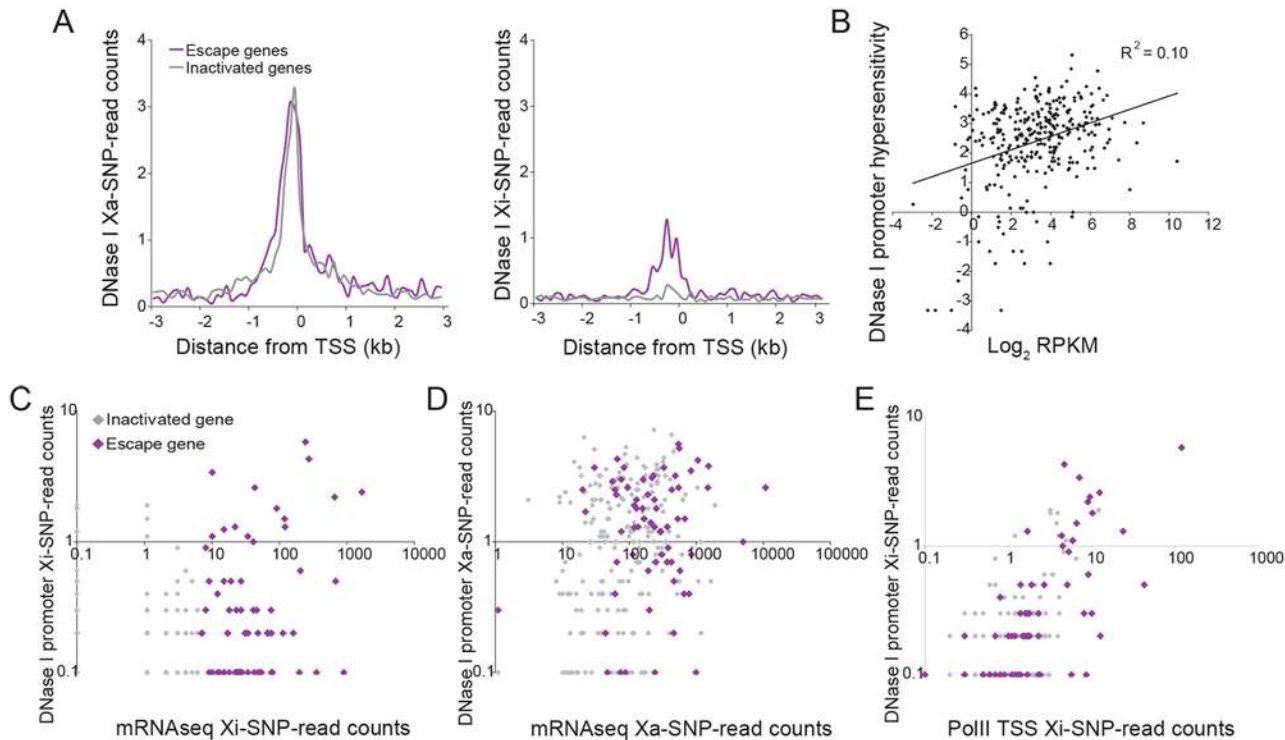 A
DNase I Xa-SNP-read counts
4
3
2
1
0
Escape genes
Inactivated genes
-3 -2 -1 0 1 2 3
Distance from TSS (kb)
DNase I Xi-SNP-read counts
4
3
2
1
0
-3 -2 -1 0 1 2 3
Distance from TSS (kb)
B
DNase I promoter hypersensitivity
6
5
4
3
2
1
0
-1
-2
-3
-4
R² = 0.10
-4 -2 0 2 4 6 8 10 12
Log₂ RPKM
C
DNase I promoter Xi-SNP-read counts
10
1
0.1
Inactivated gene
Escape gene
0.1 1 10 100 1000 10000
mRNAseq Xi-SNP-read counts
D
DNase I promoter Xa-SNP-read counts
10
1
0.1
1 10 100 1000 10000 100000
mRNAseq Xa-SNP-read counts
E
DNase I promoter Xi-SNP-read counts
10
1
0.1
0.1 1 10 100 1000
PolII TSS Xi-SNP-read counts